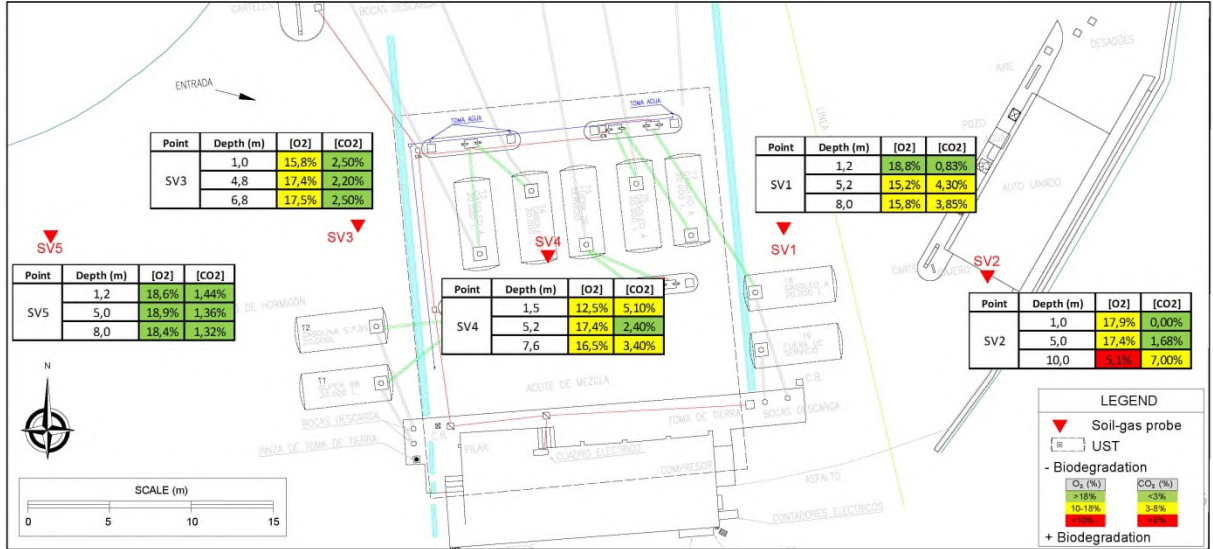 CARTELES
BOCAS DESCARGA
DESAGÜES
AIRE
ENTRADA
TOMA AGUA
TOMA AGUA
LINEA
POZO
AUTO LAVADO
Point Depth (m) [O2] [CO2]
SV3
1,0 15,8% 2,50%
4,8 17,4% 2,20%
6,8 17,5% 2,50%
Point Depth (m) [O2] [CO2]
SV1
1,2 18,8% 0,83%
5,2 15,2% 4,30%
8,0 15,8% 3,85%
SV5
SV3
SV4
SV1
SV2
Point Depth (m) [O2] [CO2]
SV5
1,2 18,6% 1,44%
5,0 18,9% 1,36%
8,0 18,4% 1,32%
DE HORMIGÓN
Point Depth (m) [O2] [CO2]
SV4
1,5 12,5% 5,10%
5,2 17,4% 2,40%
7,6 16,5% 3,40%
Point Depth (m) [O2] [CO2]
SV2
1,0 17,9% 0,00%
5,0 17,4% 1,68%
10,0 5,1% 7,00%
T2
T1
FUERA DE
SERVICIO
ACEITE DE MEZCLA
C.B.
BOCAS DESCARGA
TOMA DE TIERRA
BOCAS DESCARGA
C.B.
PINZA DE TOMA DE TIERRA
PILAR
CUADRO ELECTRICO
COMPRESOR
ASFALTO
CONTADORES ELECTRICOS
N
SCALE (m)
0 5 10 15
LEGEND
Soil-gas probe
UST
- Biodegradation
O₂ (%) CO₂ (%)
>18% <3%
10-18% 3-8%
<10% >8%
+ Biodegradation